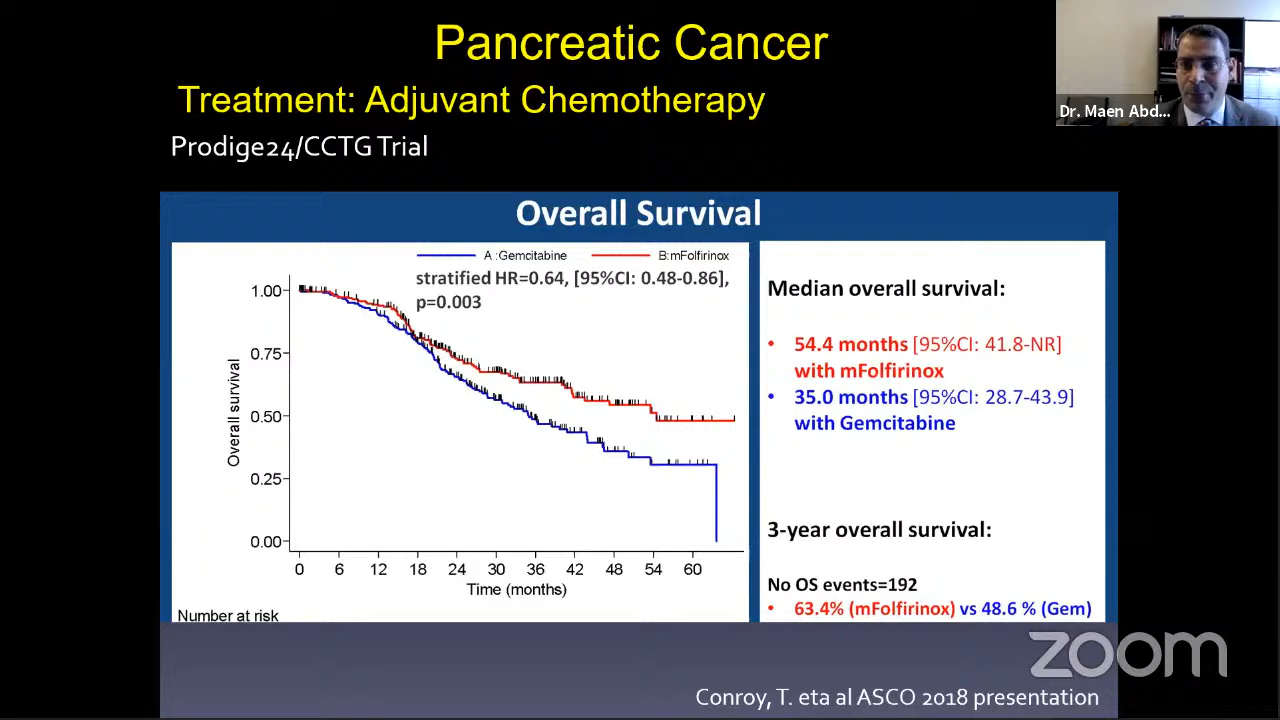 Pancreatic Cancer
Treatment: Adjuvant Chemotherapy
Prodige24/CCTG Trial
Dr. Maen Abd...
Overall Survival
A :Gemcitabine B:mFolfirinox
stratified HR=0.64, [95%CI: 0.48-0.86],
p=0.003
Overall survival
1.00
0.75
0.50
0.25
0.00
0 6 12 18 24 30 36 42 48 54 60
Time (months)
Number at risk
Median overall survival:
• 54.4 months [95%CI: 41.8-NR]
with mFolfirinox
• 35.0 months [95%CI: 28.7-43.9]
with Gemcitabine
3-year overall survival:
No OS events=192
• 63.4% (mFolfirinox) vs 48.6 % (Gem)
zoom
Conroy, T. eta al ASCO 2018 presentation